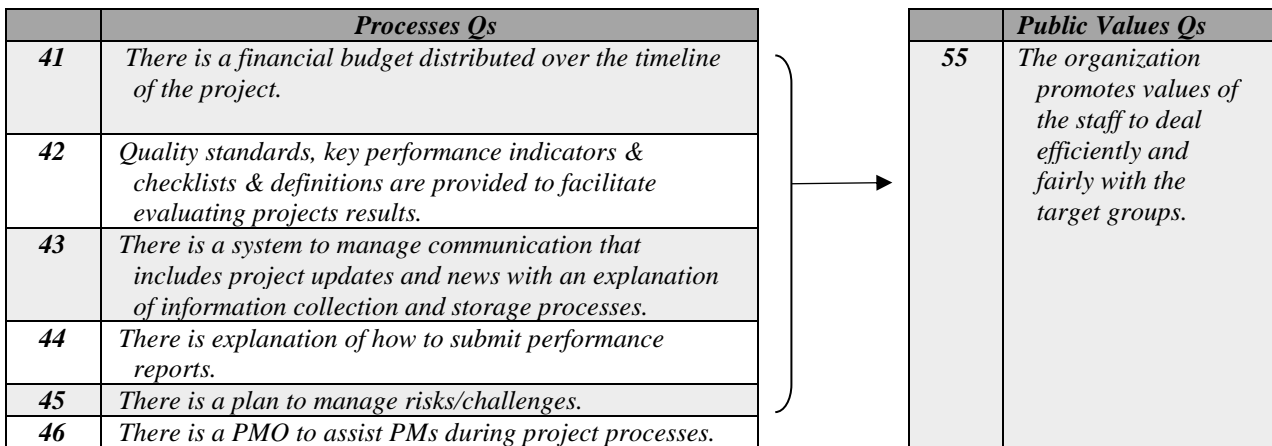 Processes Qs
41 There is a financial budget distributed over the timeline
of the project.
42 Quality standards, key performance indicators &
checklists & definitions are provided to facilitate
evaluating projects results.
43 There is a system to manage communication that
includes project updates and news with an explanation
of information collection and storage processes.
44 There is explanation of how to submit performance
reports.
45 There is a plan to manage risks/challenges.
46 There is a PMO to assist PMs during project processes.
Public Values Qs
55 The organization
promotes values of
the staff to deal
efficiently and
fairly with the
target groups.